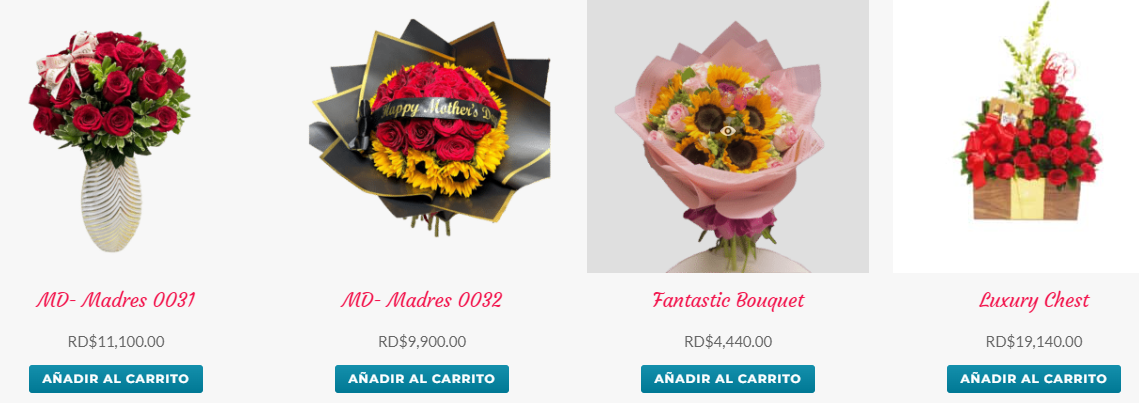 Happy Mother's D
MD- Madres 0031
MD- Madres 0032
Fantastic Bouquet
Luxury Chest
RD$11,100.00
RD$9,900.00
RD$4,440.00
RD$19,140.00
AÑADIR AL CARRITO
AÑADIR AL CARRITO
AÑADIR AL CARRITO
AÑADIR AL CARRITO